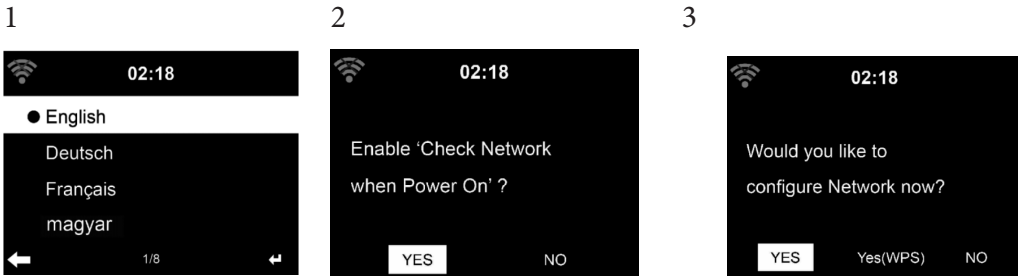 1
02:18
● English
Deutsch
Français
magyar
1/8
2
02:18
Enable ‘Check Network
when Power On’ ?
YES NO
3
02:18
Would you like to
configure Network now?
YES Yes(WPS) NO